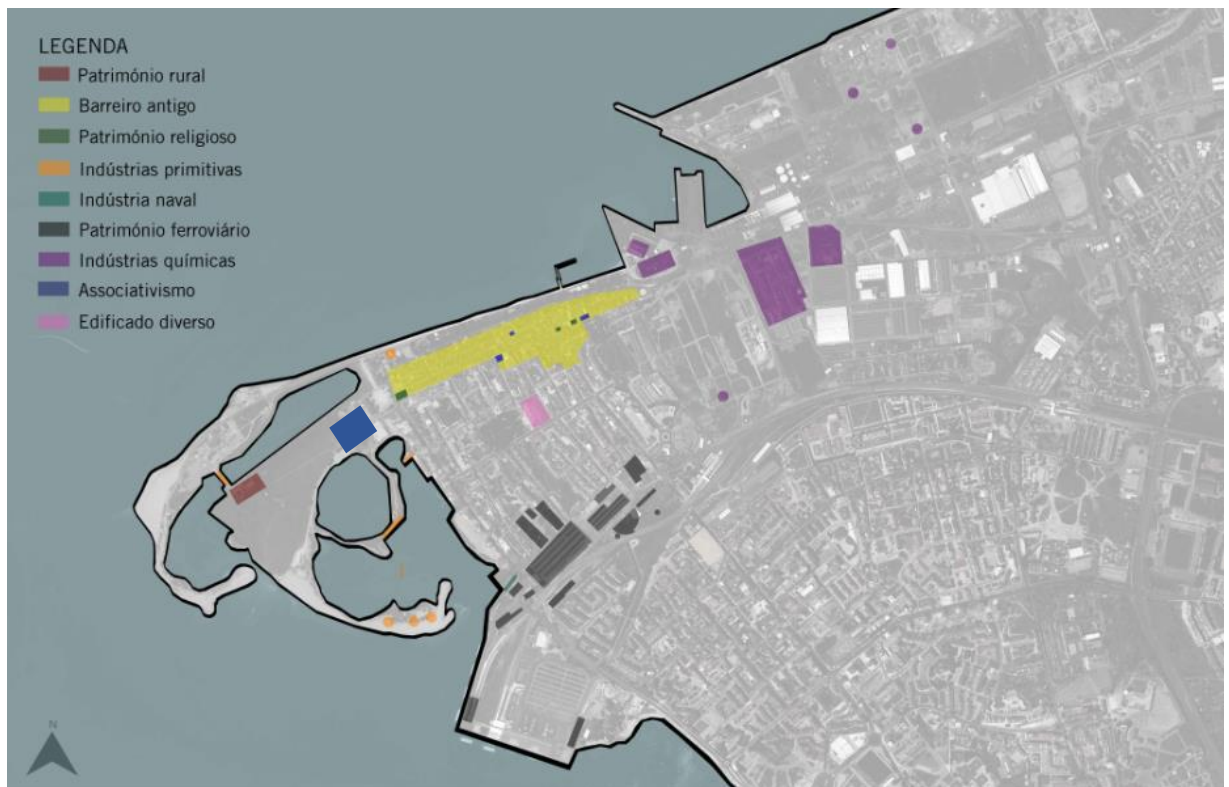 LEGENDA
Património rural
Barreiro antigo
Património religioso
Indústrias primitivas
Indústria naval
Património ferroviário
Indústrias químicas
Associativismo
Edificado diverso
N